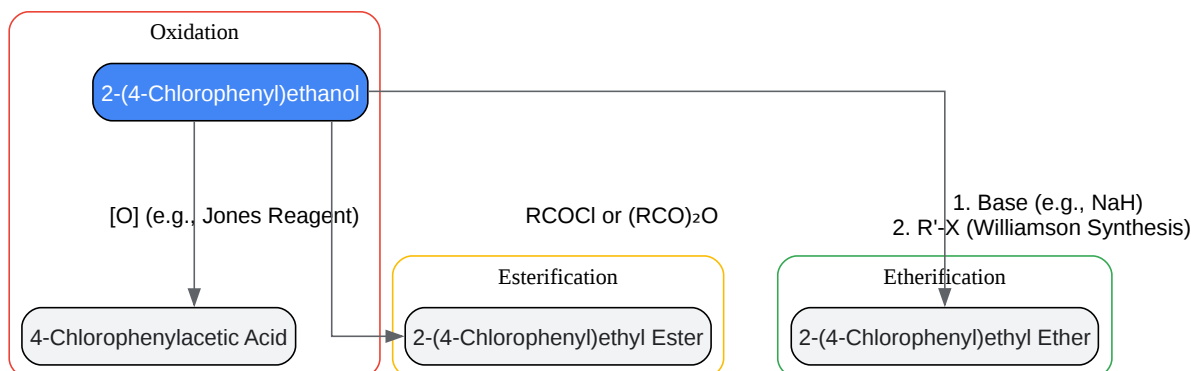 Oxidation
2-(4-Chlorophenyl)ethanol
[O] (e.g., Jones Reagent)
RCOCl or (RCO)₂O
1. Base (e.g., NaH)
2. R'-X (Williamson Synthesis)
Esterification
Etherification
4-Chlorophenylacetic Acid
2-(4-Chlorophenyl)ethyl Ester
2-(4-Chlorophenyl)ethyl Ether